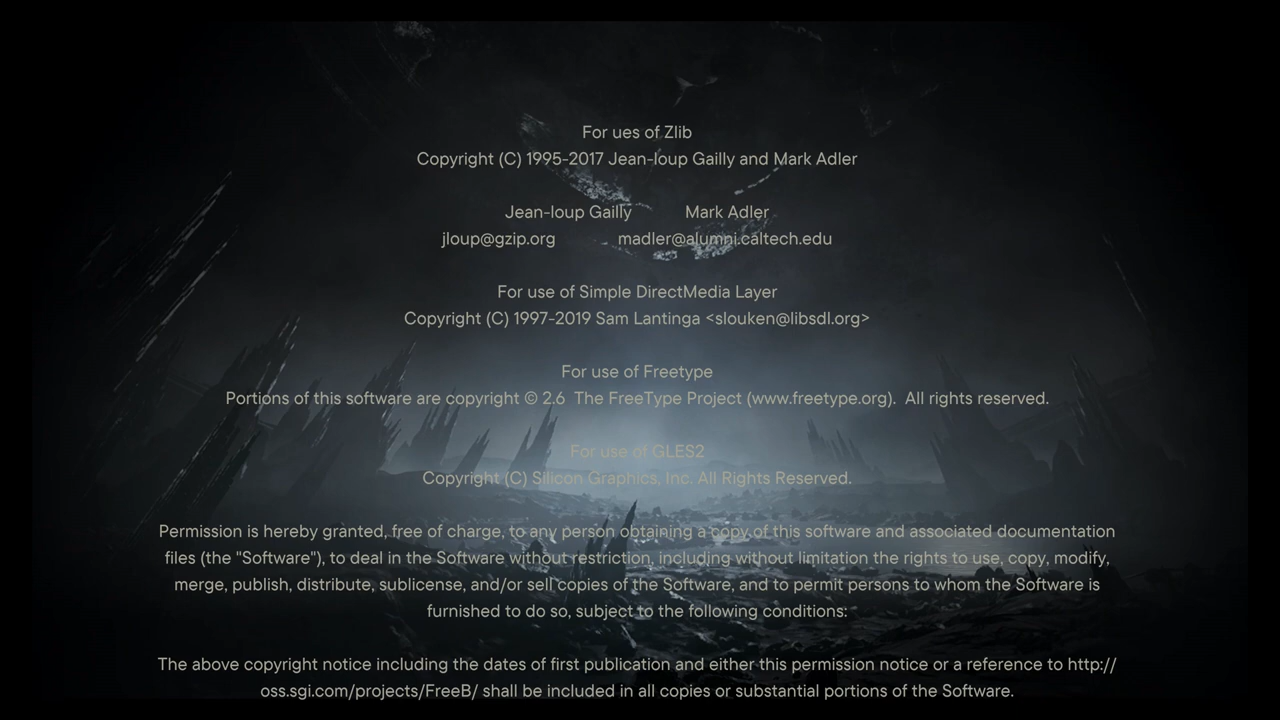 For ues of Zlib
Copyright (C) 1995-2017 Jean-loup Gailly and Mark Adler
Jean-loup Gailly Mark Adler
jloup@gzip.org madler@alumni.caltech.edu
For use of Simple DirectMedia Layer
Copyright (C) 1997-2019 Sam Lantinga <slouken@libsdl.org>
For use of Freetype
Portions of this software are copyright © 2.6 The FreeType Project (www.freetype.org). All rights reserved.
For use of GLES2
Copyright (C) Silicon Graphics, Inc. All Rights Reserved.
Permission is hereby granted, free of charge, to any person obtaining a copy of this software and associated documentation
files (the "Software"), to deal in the Software without restriction, including without limitation the rights to use, copy, modify,
merge, publish, distribute, sublicense, and/or sell copies of the Software, and to permit persons to whom the Software is
furnished to do so, subject to the following conditions:
The above copyright notice including the dates of first publication and either this permission notice or a reference to http://
oss.sgi.com/projects/FreeB/ shall be included in all copies or substantial portions of the Software.